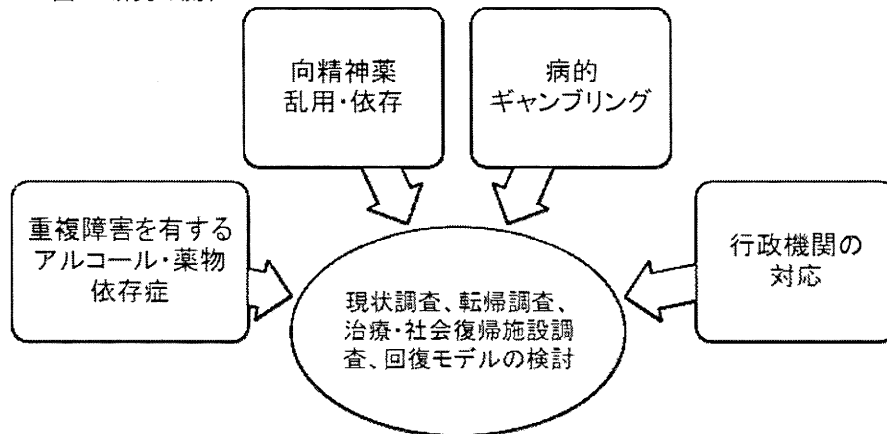 向精神薬
乱用・依存
病的
ギャンブリング
重複障害を有する
アルコール・薬物
依存症
行政機関の
対応
現状調査、転帰調査、
治療・社会復帰施設調
査、回復モデルの検討